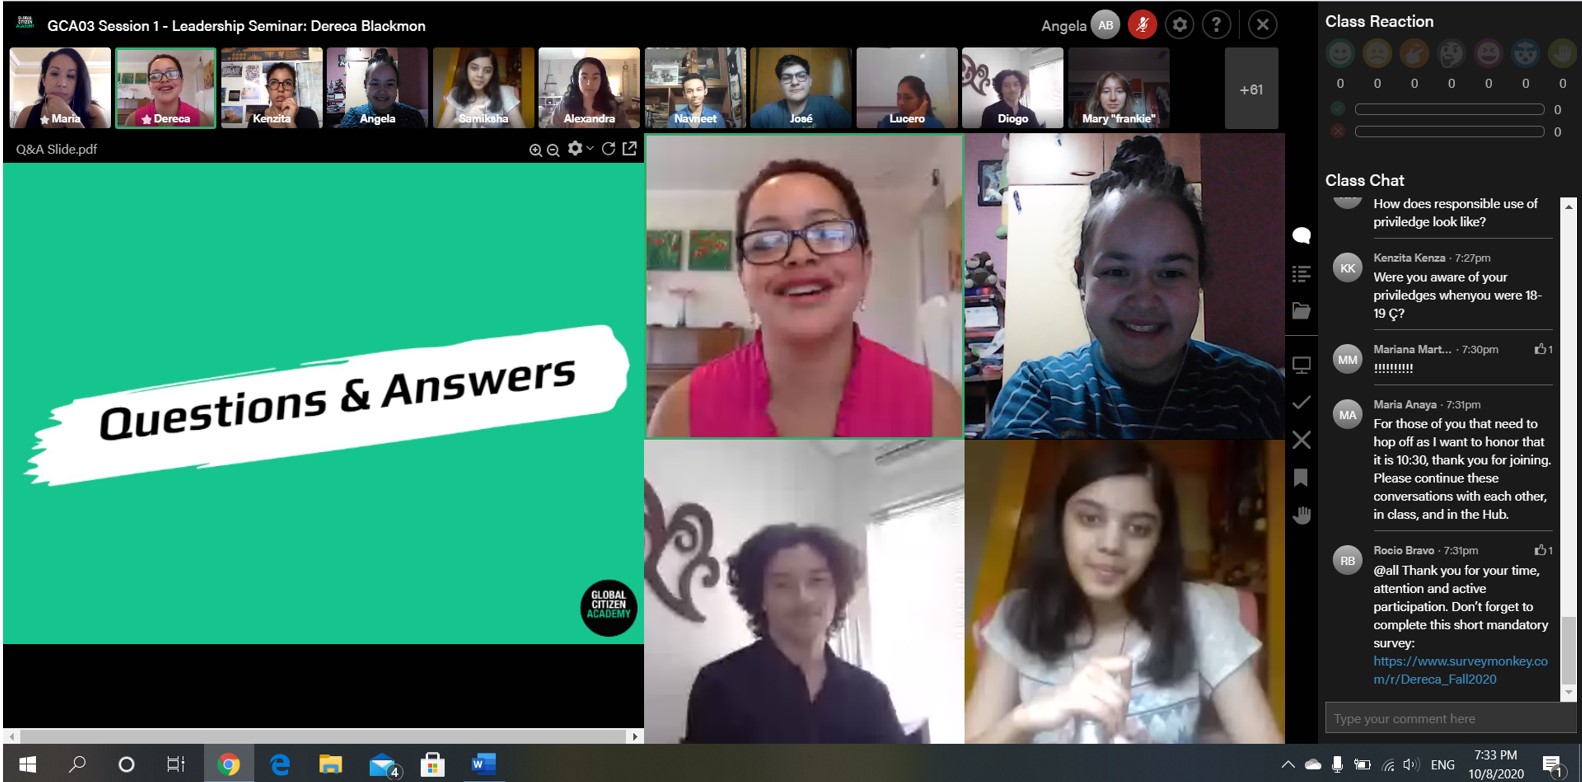 GLOBAL
CITIZEN
ACADEMY
GCA03 Session 1 - Leadership Seminar: Dereca Blackmon
Angela AB
Maria
Dereca
Kenzita
Angela
Samiksha
Alexandra
Navneet
José
Lucero
Diogo
Mary "frankie"
+61
Q&A Slide.pdf
Questions & Answers
GLOBAL
CITIZEN
ACADEMY
Class Reaction
0 0 0 0 0 0 0
0
0
Class Chat
How does responsible use of
priviledge look like?
KK
Kenzita Kenza · 7:27pm
Were you aware of your
priviledges whenyou were 18-
19 Ç?
MM
Mariana Mart... · 7:30pm
1
!!!!!!!!!!
MA
Maria Anaya · 7:31pm
For those of you that need to
hop off as I want to honor that
it is 10:30, thank you for joining.
Please continue these
conversations with each other,
in class, and in the Hub.
RB
Rocio Bravo · 7:31pm
1
@all Thank you for your time,
attention and active
participation. Don't forget to
complete this short mandatory
survey:
https://www.surveymonkey.co
m/r/Dereca_Fall2020
Type your comment here
4
W
ENG
7:33 PM
10/8/2020
1